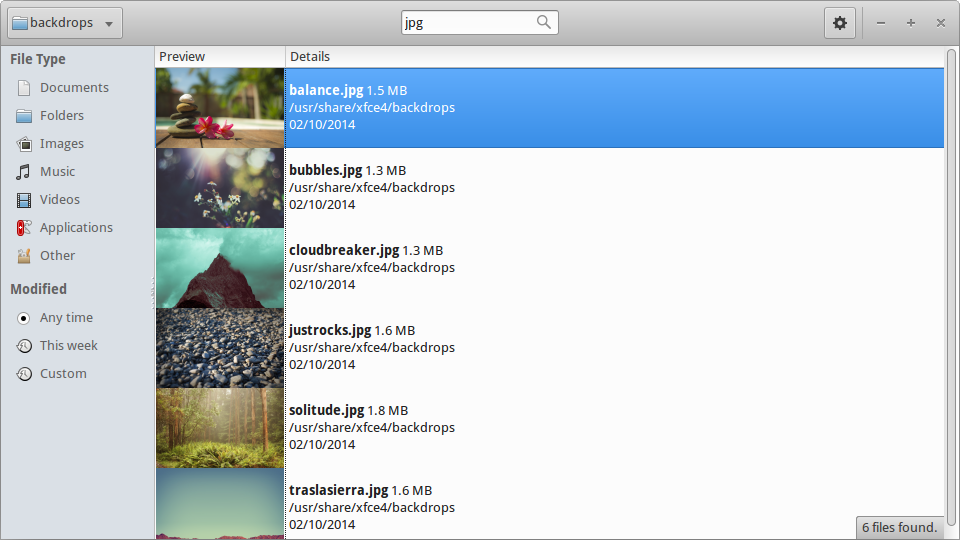 backdrops
jpg
File Type
Documents
Folders
Images
Music
Videos
Applications
Other
Modified
Any time
This week
Custom
Preview Details
balance.jpg 1.5 MB
/usr/share/xfce4/backdrops
02/10/2014
bubbles.jpg 1.3 MB
/usr/share/xfce4/backdrops
02/10/2014
cloudbreaker.jpg 1.3 MB
/usr/share/xfce4/backdrops
02/10/2014
justrocks.jpg 1.6 MB
/usr/share/xfce4/backdrops
02/10/2014
solitude.jpg 1.8 MB
/usr/share/xfce4/backdrops
02/10/2014
traslasierra.jpg 1.6 MB
/usr/share/xfce4/backdrops
02/10/2014
6 files found.